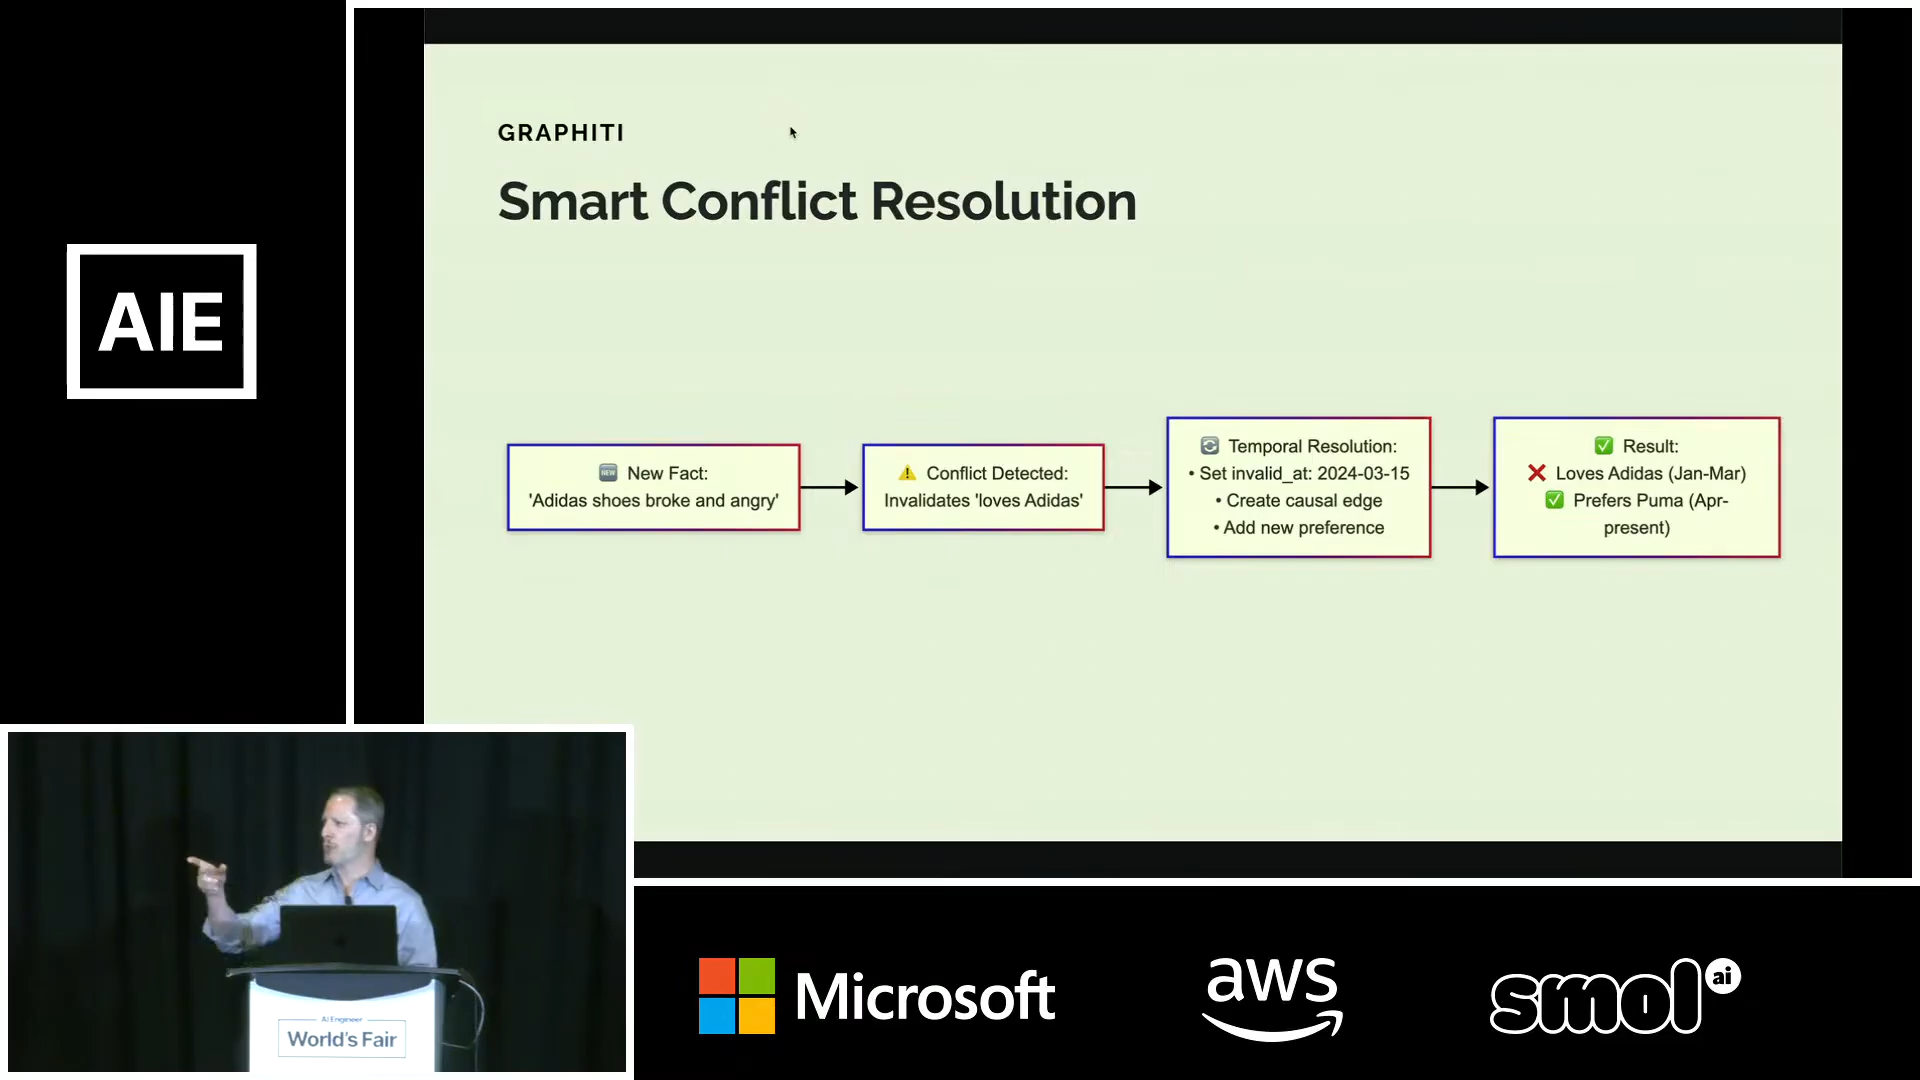 AIE
GRAPHITI
Smart Conflict Resolution
🆕 New Fact:
'Adidas shoes broke and angry'
⚠️ Conflict Detected:
Invalidates 'loves Adidas'
🔄 Temporal Resolution:
• Set invalid_at: 2024-03-15
• Create causal edge
• Add new preference
✅ Result:
❌ Loves Adidas (Jan-Mar)
✅ Prefers Puma (Apr-
present)
AI Engineer
World's Fair
Microsoft
aws
smol ai